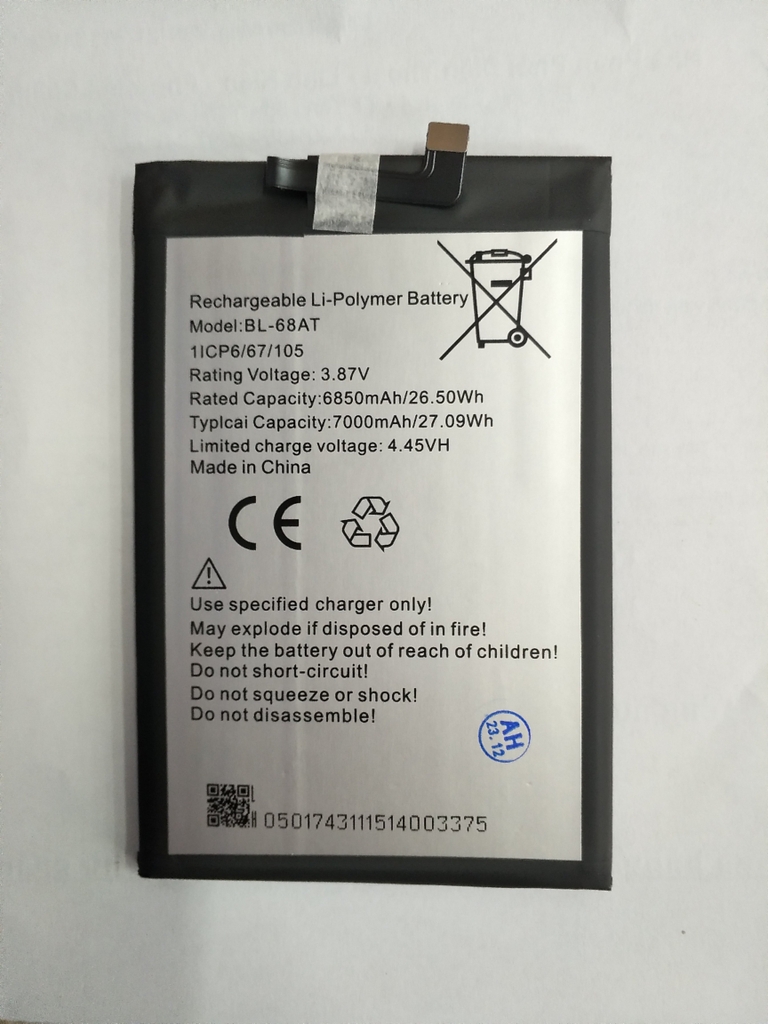 Rechargeable Li-Polymer Battery
Model:BL-68AT
1ICP6/67/105
Rating Voltage: 3.87V
Rated Capacity:6850mAh/26.50Wh
Typlcai Capacity:7000mAh/27.09Wh
Limited charge voltage: 4.45VH
Made in China
CE
Use specified charger only!
May explode if disposed of in fire!
Keep the battery out of reach of children!
Do not short-circuit!
Do not squeeze or shock!
Do not disassemble!
AH
23.12
0501743111514003375